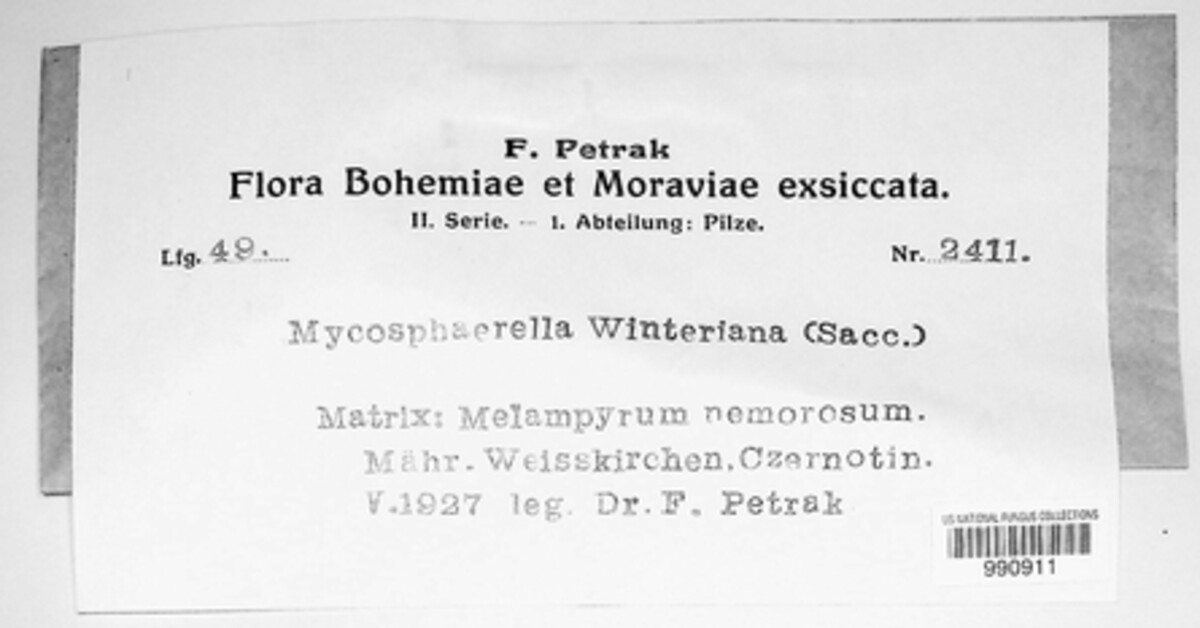 F. Petrak
Flora Bohemiae et Moraviae exsiccata.
II. Serie. — 1. Abteilung: Pilze.
Lfg. 49.
Nr. 2411.
Mycosphaerella Winteriana (Sacc.)
Matrix: Melampyrum nemorosum.
Mähr. Weisskirchen, Czernotin.
V.1927 leg. Dr. F. Petrak
US NATIONAL FUNGUS COLLECTIONS
990911